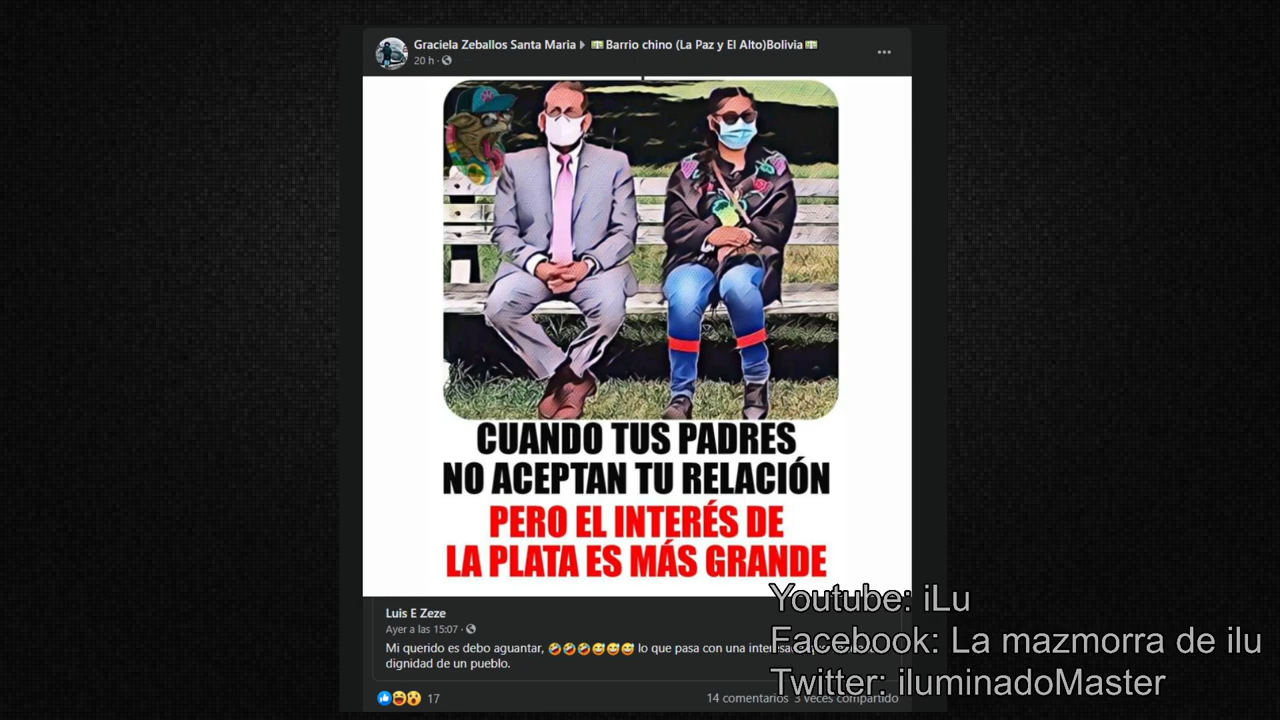 Graciela Zeballos Santa Maria ▸ 💵Barrio chino (La Paz y El Alto)Bolivia💵
20 h ·
CUANDO TUS PADRES
NO ACEPTAN TU RELACIÓN
PERO EL INTERÉS DE
LA PLATA ES MÁS GRANDE
Luis E Zeze
Ayer a las 15:07 ·
Mi querido es debo aguantar, 🤣🤣🤣😅😅😅 lo que pasa con una
dignidad de un pueblo.
17
14 comentarios 3 veces compartido
Youtube: iLu
Facebook: La mazmorra de ilu
Twitter: iluminadoMaster